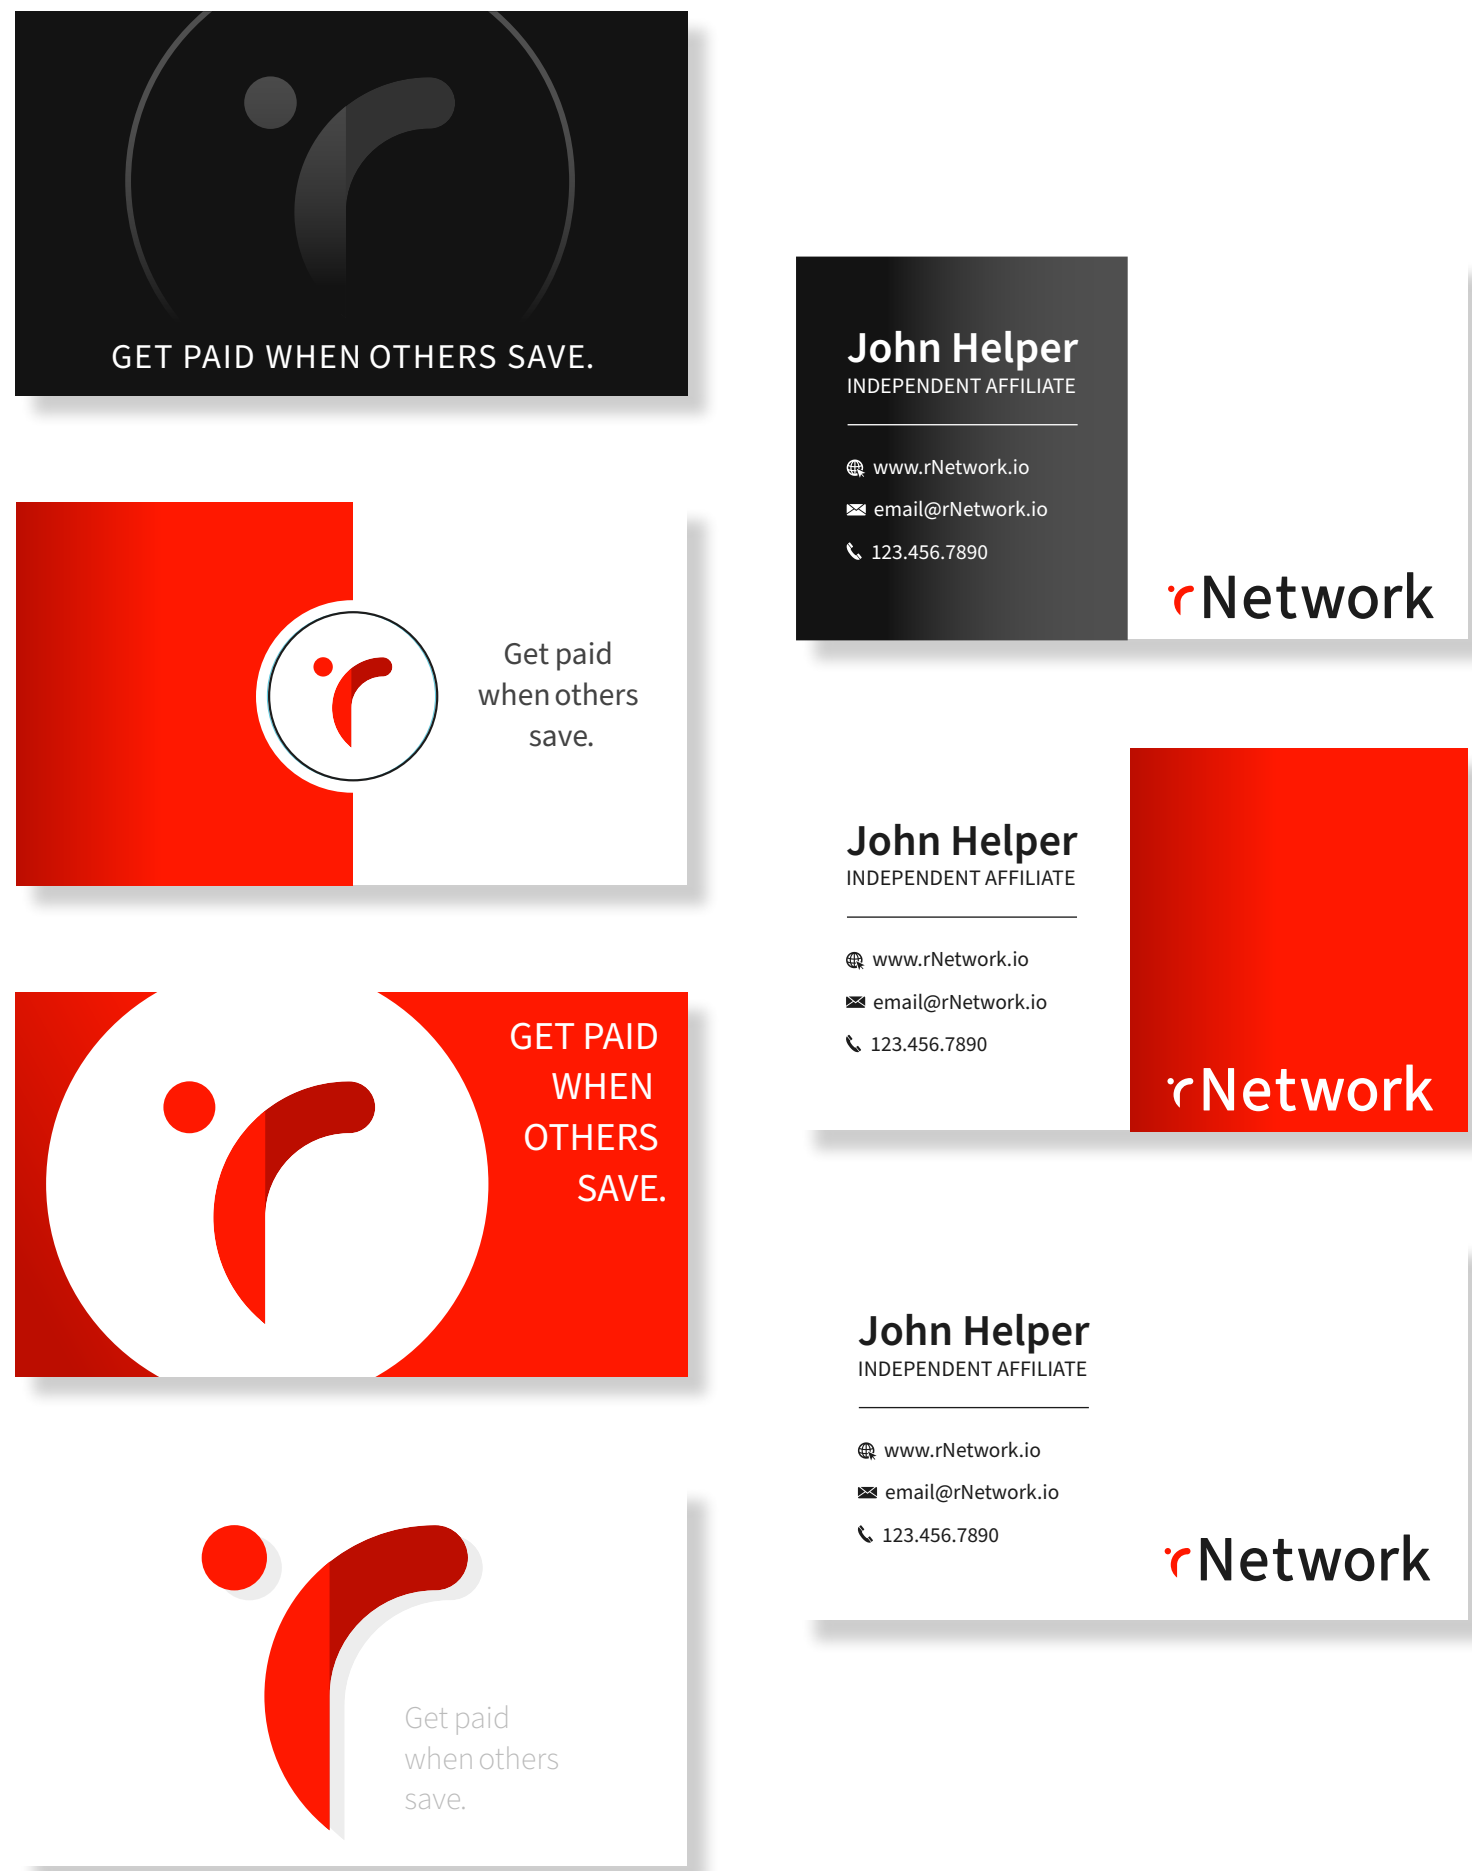 GET PAID WHEN OTHERS SAVE.
Get paid
when others
save.
GET PAID
WHEN
OTHERS
SAVE.
Get paid
when others
save.
John Helper
INDEPENDENT AFFILIATE
www.rNetwork.io
email@rNetwork.io
123.456.7890
rNetwork
John Helper
INDEPENDENT AFFILIATE
www.rNetwork.io
email@rNetwork.io
123.456.7890
rNetwork
John Helper
INDEPENDENT AFFILIATE
www.rNetwork.io
email@rNetwork.io
123.456.7890
rNetwork